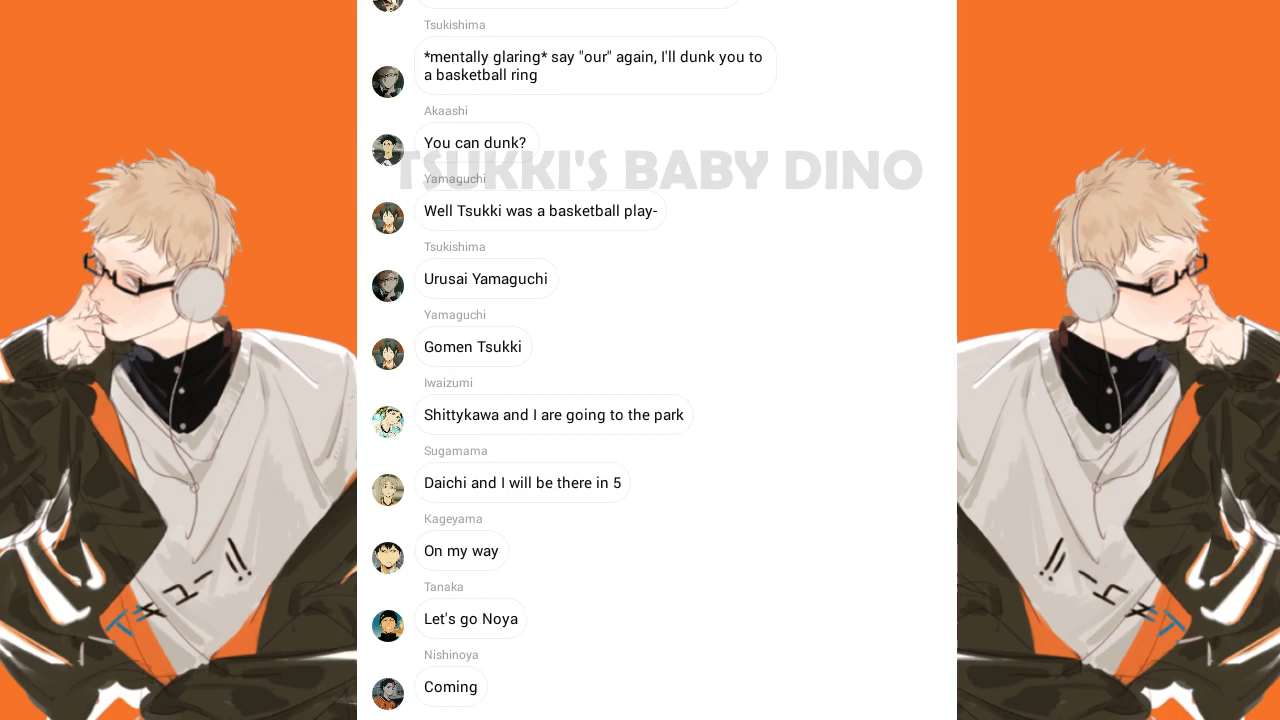 Tsukishima
*mentally glaring* say "our" again, I'll dunk you to
a basketball ring
Akaashi
You can dunk?
TSUKKI'S BABY DINO
Yamaguchi
Well Tsukki was a basketball play-
Tsukishima
Urusai Yamaguchi
Yamaguchi
Gomen Tsukki
Iwaizumi
Shittykawa and I are going to the park
Sugamama
Daichi and I will be there in 5
Kageyama
On my way
Tanaka
Let's go Noya
Nishinoya
Coming